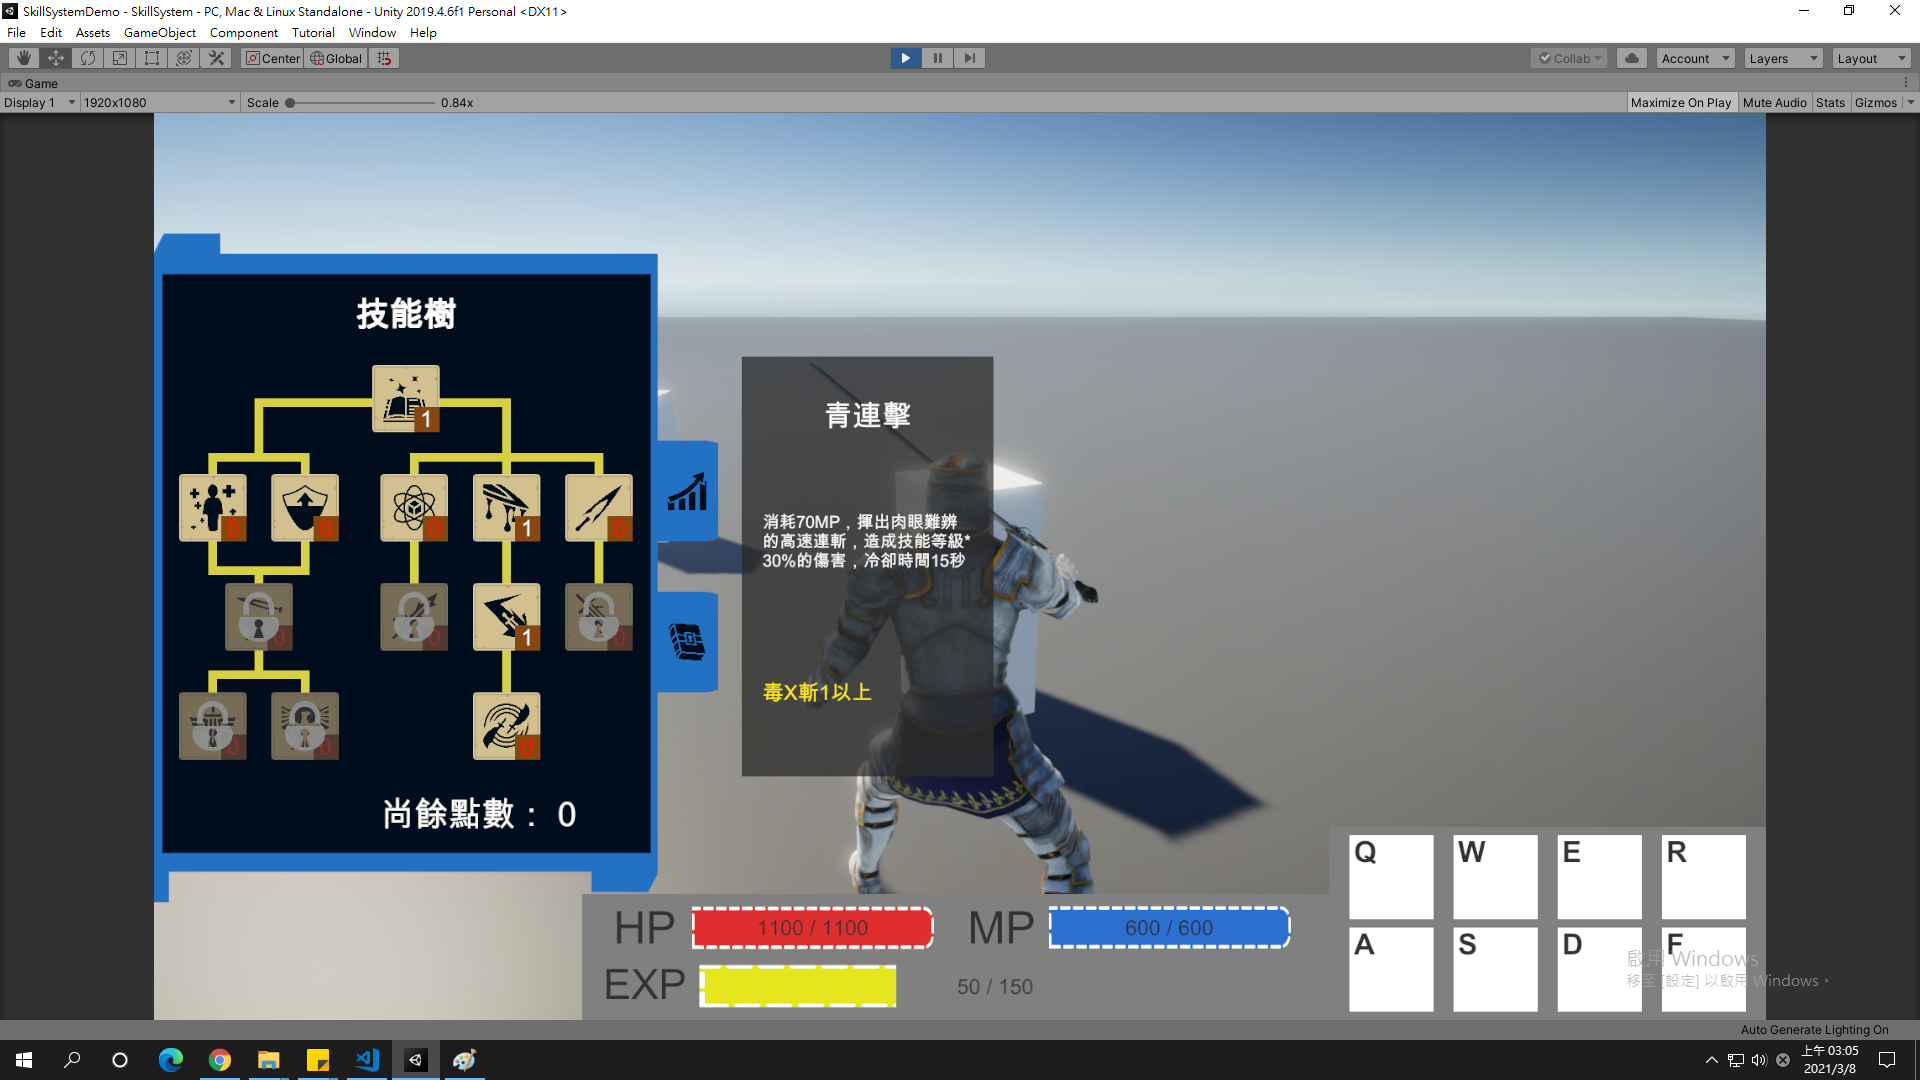 SkillSystemDemo - SkillSystem - PC, Mac & Linux Standalone - Unity 2019.4.6f1 Personal <DX11>
File Edit Assets GameObject Component Tutorial Window Help
Center Global Collab Account Layers Layout
Game
Display 1 1920x1080 Scale 0.84x Maximize On Play Mute Audio Stats Gizmos
技能樹
1
0 0 0 1 0
0 0 1 0
0 0 0
尚餘點數： 0
青連擊
消耗70MP，揮出肉眼難辨
的高速連斬，造成技能等級*
30%的傷害，冷卻時間15秒
毒X斬1以上
HP 1100 / 1100 MP 600 / 600
EXP 50 / 150
Q W E R
A S D F
啟用 Windows
移至 [設定] 以啟用 Windows。
Auto Generate Lighting On
上午 03:05
2021/3/8